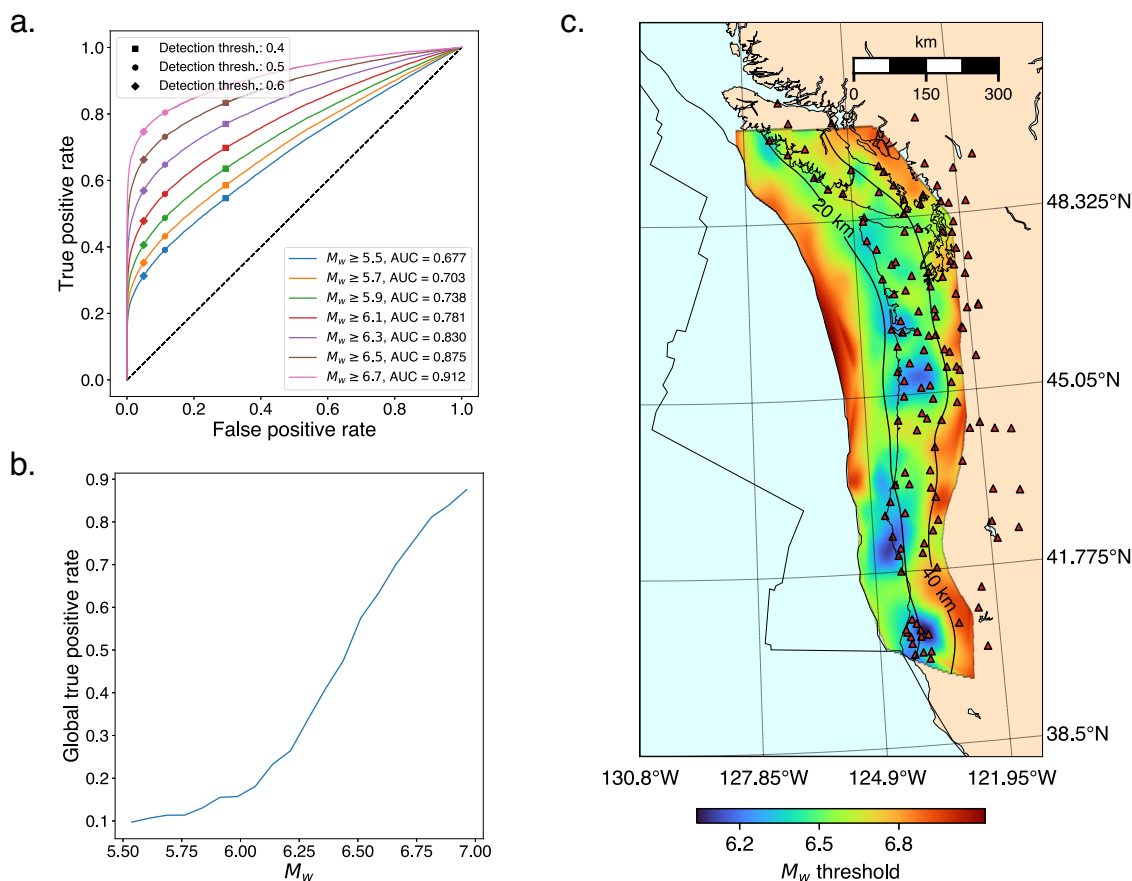 a.
1.0
0.8
0.6
0.4
0.2
0.0
True positive rate
Detection thresh.: 0.4
Detection thresh.: 0.5
Detection thresh.: 0.6
M_w ≥ 5.5, AUC = 0.677
M_w ≥ 5.7, AUC = 0.703
M_w ≥ 5.9, AUC = 0.738
M_w ≥ 6.1, AUC = 0.781
M_w ≥ 6.3, AUC = 0.830
M_w ≥ 6.5, AUC = 0.875
M_w ≥ 6.7, AUC = 0.912
0.0 0.2 0.4 0.6 0.8 1.0
False positive rate
b.
0.9
0.8
0.7
0.6
0.5
0.4
0.3
0.2
0.1
Global true positive rate
5.50 5.75 6.00 6.25 6.50 6.75 7.00
M_w
c.
km
0 150 300
20 km
40 km
48.325°N
45.05°N
41.775°N
38.5°N
130.8°W 127.85°W 124.9°W 121.95°W
6.2 6.5 6.8
M_w threshold